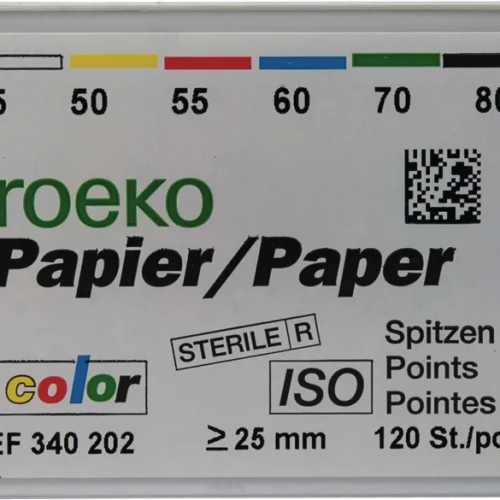 5 50 55 60 70 80
roeko
Papier/Paper
STERILE R
Spitzen
Points
Pointes
ISO
color
EF 340 202 ≥ 25 mm 120 St./pc